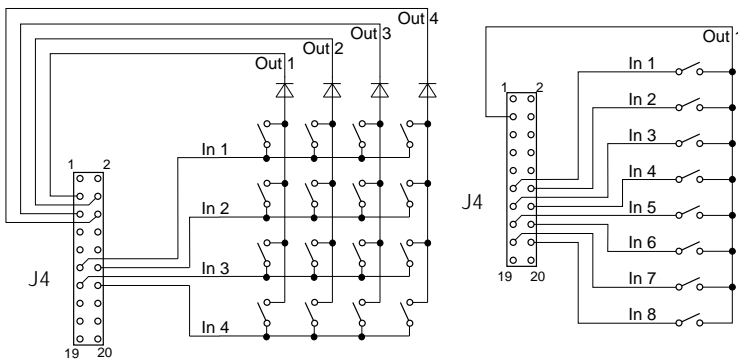 Out 4
Out 3
Out 2
Out 1
In 1
In 2
In 3
In 4
1 2
J4
19 20
Out 1
In 1
In 2
In 3
In 4
In 5
In 6
In 7
In 8
1 2
J4
19 20